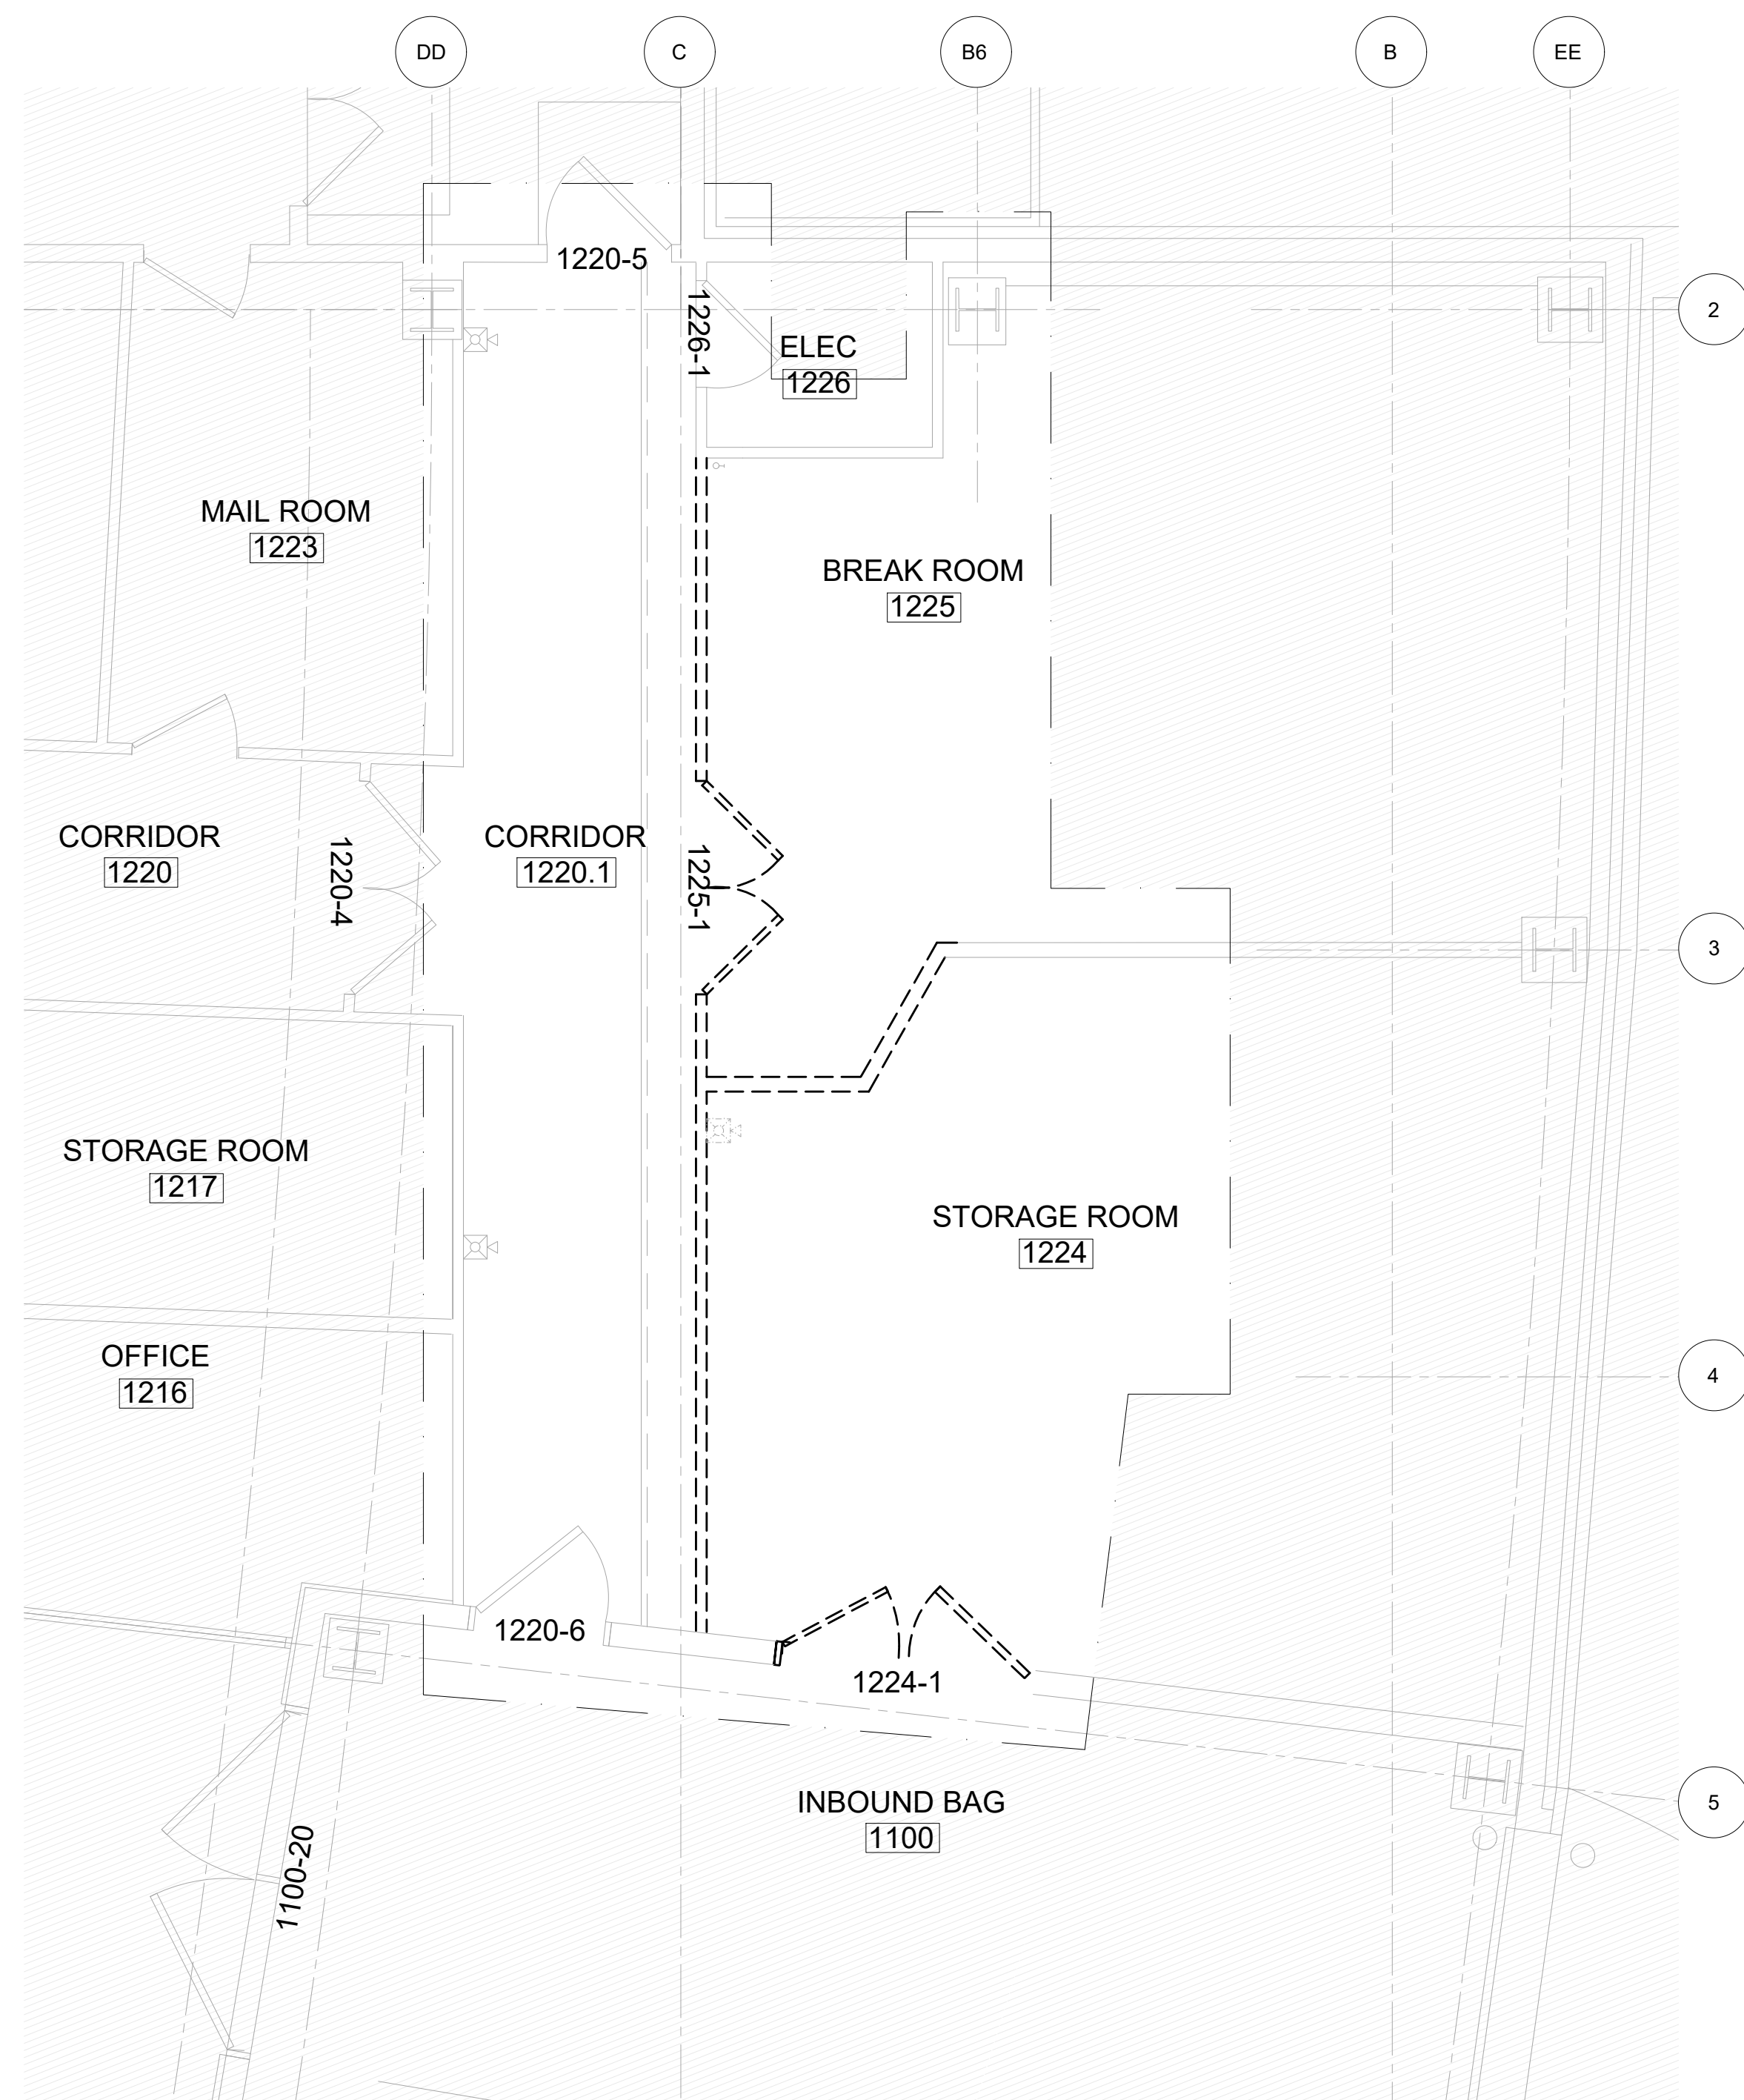 DD
C
B6
B
EE
1220-5
1226-1
2
ELEC
1226
MAIL ROOM
1223
BREAK ROOM
1225
CORRIDOR
1220
1220-4
CORRIDOR
1220.1
1225-1
3
STORAGE ROOM
1217
STORAGE ROOM
1224
OFFICE
1216
4
1220-6
1224-1
INBOUND BAG
1100
5
1100-20